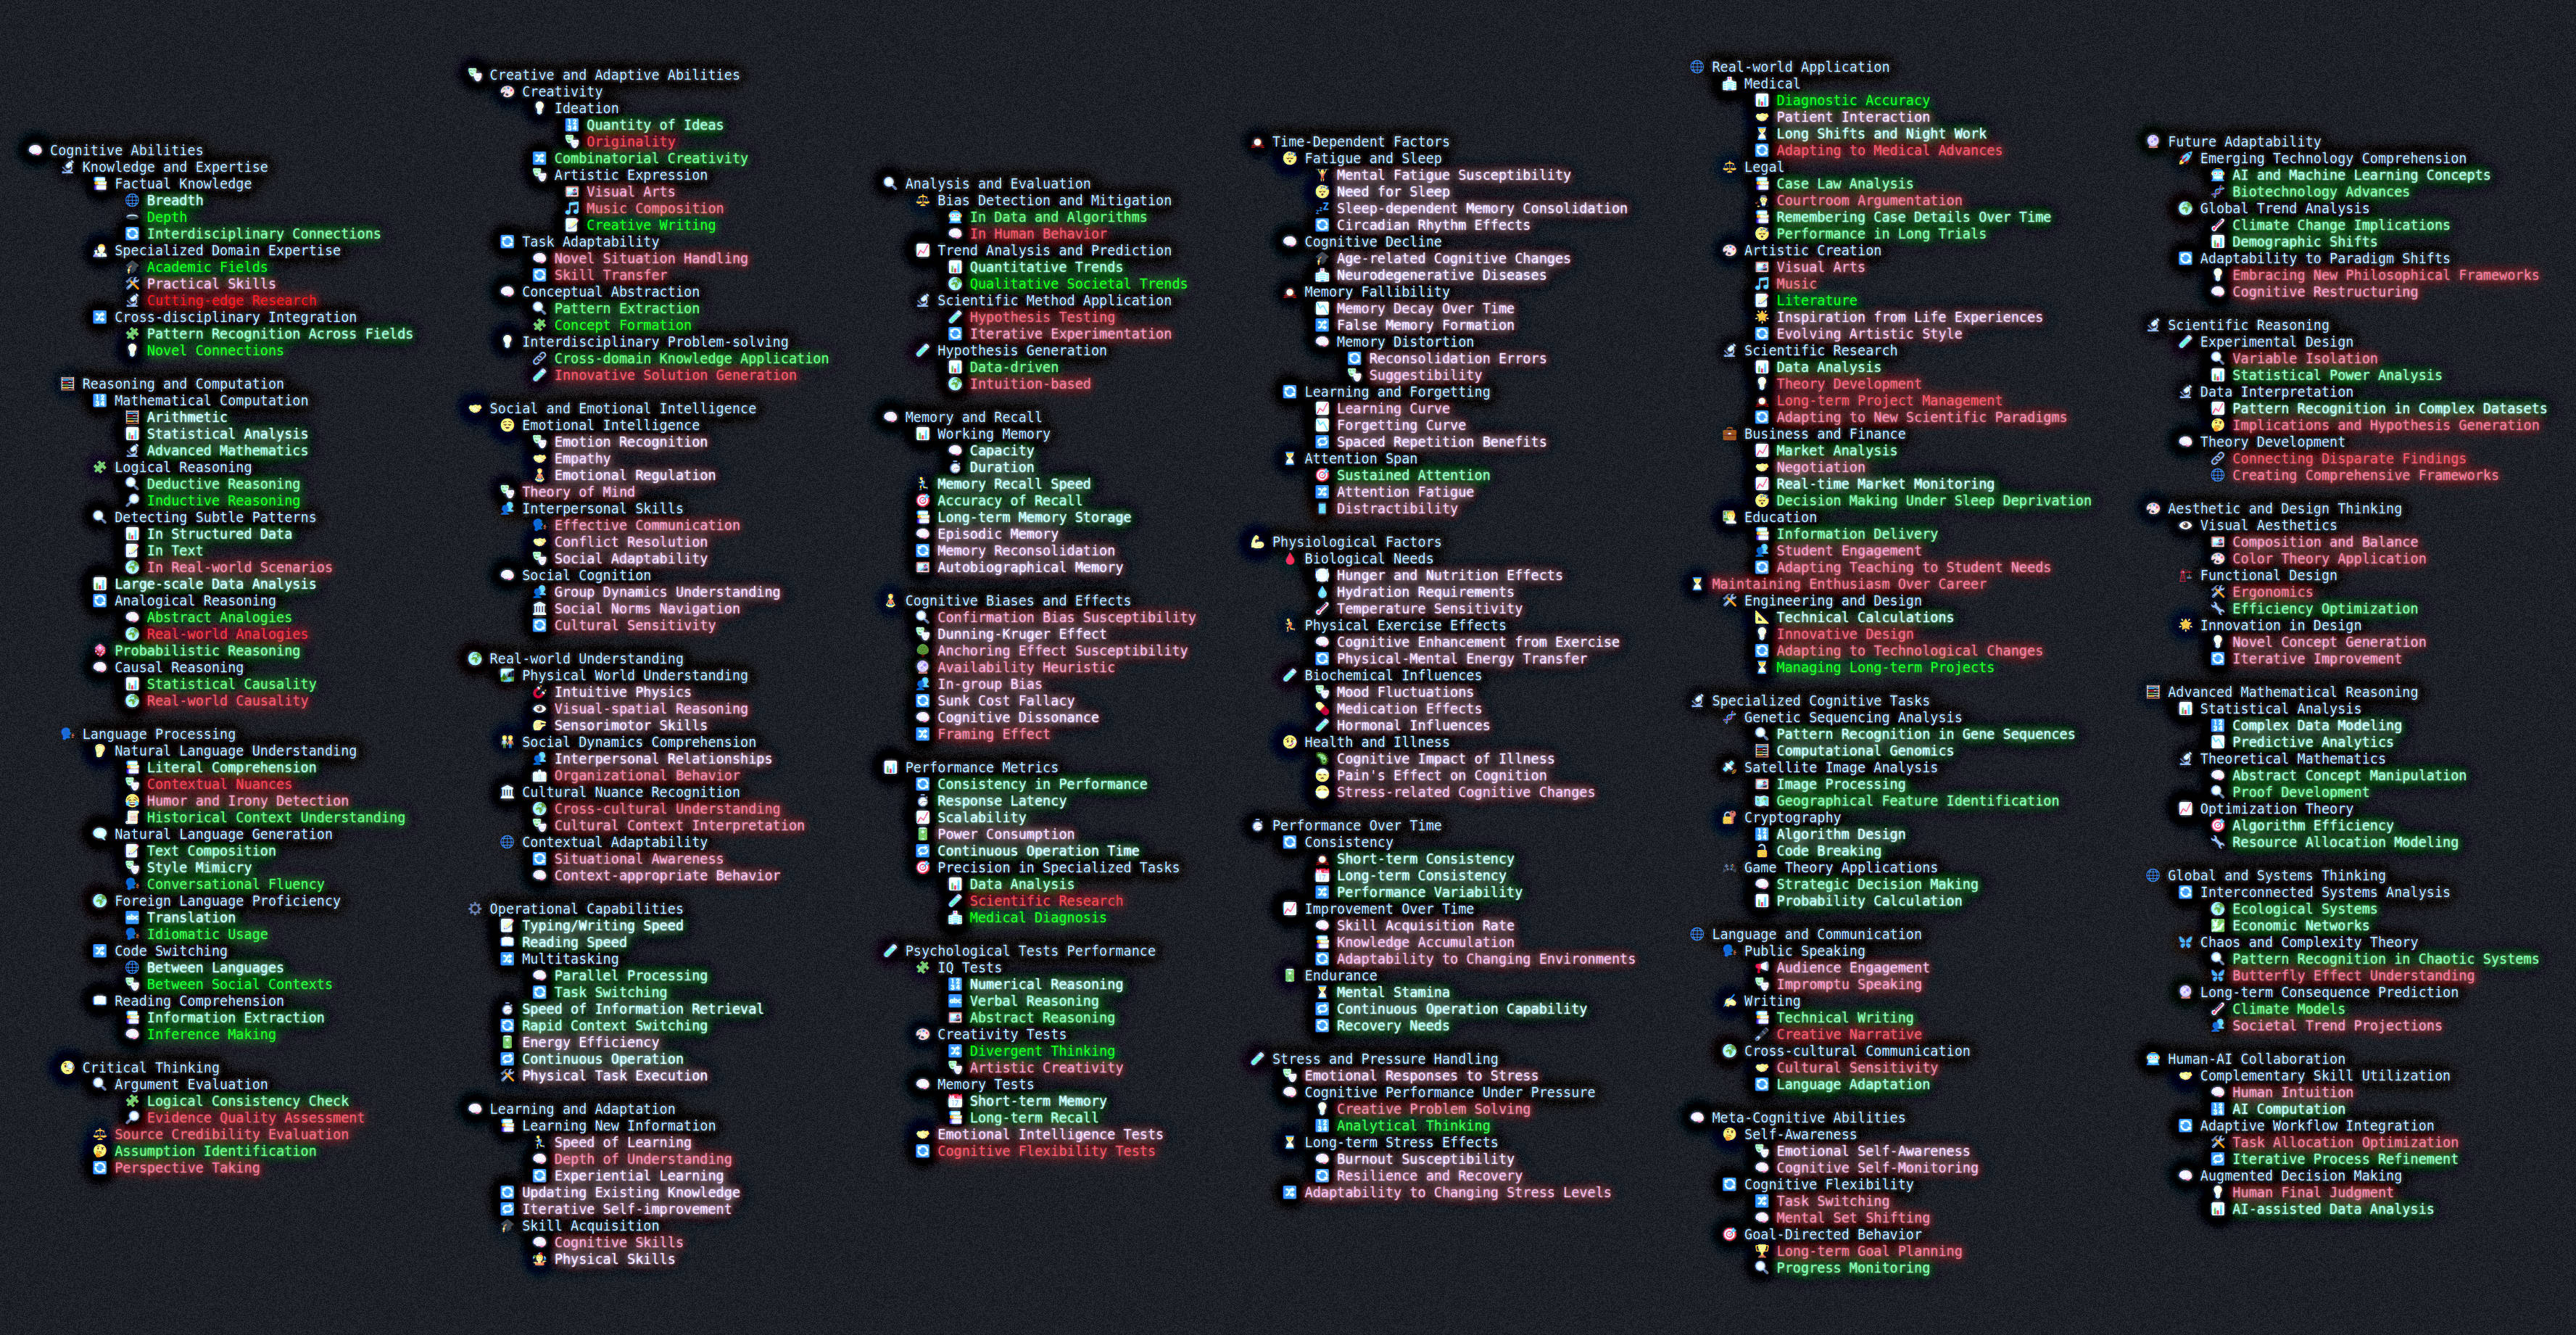 Cognitive Abilities
Knowledge and Expertise
Factual Knowledge
Breadth
Depth
Interdisciplinary Connections
Specialized Domain Expertise
Academic Fields
Practical Skills
Cutting-edge Research
Cross-disciplinary Integration
Pattern Recognition Across Fields
Novel Connections
Reasoning and Computation
Mathematical Computation
Arithmetic
Statistical Analysis
Advanced Mathematics
Logical Reasoning
Deductive Reasoning
Inductive Reasoning
Detecting Subtle Patterns
In Structured Data
In Text
In Real-world Scenarios
Large-scale Data Analysis
Analogical Reasoning
Abstract Analogies
Real-world Analogies
Probabilistic Reasoning
Causal Reasoning
Statistical Causality
Real-world Causality
Language Processing
Natural Language Understanding
Literal Comprehension
Contextual Nuances
Humor and Irony Detection
Historical Context Understanding
Natural Language Generation
Text Composition
Style Mimicry
Conversational Fluency
Foreign Language Proficiency
Translation
Idiomatic Usage
Code Switching
Between Languages
Between Social Contexts
Reading Comprehension
Information Extraction
Inference Making
Critical Thinking
Argument Evaluation
Logical Consistency Check
Evidence Quality Assessment
Source Credibility Evaluation
Assumption Identification
Perspective Taking
Creative and Adaptive Abilities
Creativity
Ideation
Quantity of Ideas
Originality
Combinatorial Creativity
Artistic Expression
Visual Arts
Music Composition
Creative Writing
Task Adaptability
Novel Situation Handling
Skill Transfer
Conceptual Abstraction
Pattern Extraction
Concept Formation
Interdisciplinary Problem-solving
Cross-domain Knowledge Application
Innovative Solution Generation
Social and Emotional Intelligence
Emotional Intelligence
Emotion Recognition
Empathy
Emotional Regulation
Theory of Mind
Interpersonal Skills
Effective Communication
Conflict Resolution
Social Adaptability
Social Cognition
Group Dynamics Understanding
Social Norms Navigation
Cultural Sensitivity
Real-world Understanding
Physical World Understanding
Intuitive Physics
Visual-spatial Reasoning
Sensorimotor Skills
Social Dynamics Comprehension
Interpersonal Relationships
Organizational Behavior
Cultural Nuance Recognition
Cross-cultural Understanding
Cultural Context Interpretation
Contextual Adaptability
Situational Awareness
Context-appropriate Behavior
Operational Capabilities
Typing/Writing Speed
Reading Speed
Multitasking
Parallel Processing
Task Switching
Speed of Information Retrieval
Rapid Context Switching
Energy Efficiency
Continuous Operation
Physical Task Execution
Learning and Adaptation
Learning New Information
Speed of Learning
Depth of Understanding
Experiential Learning
Updating Existing Knowledge
Iterative Self-improvement
Skill Acquisition
Cognitive Skills
Physical Skills
Analysis and Evaluation
Bias Detection and Mitigation
In Data and Algorithms
In Human Behavior
Trend Analysis and Prediction
Quantitative Trends
Qualitative Societal Trends
Scientific Method Application
Hypothesis Testing
Iterative Experimentation
Hypothesis Generation
Data-driven
Intuition-based
Memory and Recall
Working Memory
Capacity
Duration
Memory Recall Speed
Accuracy of Recall
Long-term Memory Storage
Episodic Memory
Memory Reconsolidation
Autobiographical Memory
Cognitive Biases and Effects
Confirmation Bias Susceptibility
Dunning-Kruger Effect
Anchoring Effect Susceptibility
Availability Heuristic
In-group Bias
Sunk Cost Fallacy
Cognitive Dissonance
Framing Effect
Performance Metrics
Consistency in Performance
Response Latency
Scalability
Power Consumption
Continuous Operation Time
Precision in Specialized Tasks
Data Analysis
Scientific Research
Medical Diagnosis
Psychological Tests Performance
IQ Tests
Numerical Reasoning
Verbal Reasoning
Abstract Reasoning
Creativity Tests
Divergent Thinking
Artistic Creativity
Memory Tests
Short-term Memory
Long-term Recall
Emotional Intelligence Tests
Cognitive Flexibility Tests
Time-Dependent Factors
Fatigue and Sleep
Mental Fatigue Susceptibility
Need for Sleep
Sleep-dependent Memory Consolidation
Circadian Rhythm Effects
Cognitive Decline
Age-related Cognitive Changes
Neurodegenerative Diseases
Memory Fallibility
Memory Decay Over Time
False Memory Formation
Memory Distortion
Reconsolidation Errors
Suggestibility
Learning and Forgetting
Learning Curve
Forgetting Curve
Spaced Repetition Benefits
Attention Span
Sustained Attention
Attention Fatigue
Distractibility
Physiological Factors
Biological Needs
Hunger and Nutrition Effects
Hydration Requirements
Temperature Sensitivity
Physical Exercise Effects
Cognitive Enhancement from Exercise
Physical-Mental Energy Transfer
Biochemical Influences
Mood Fluctuations
Medication Effects
Hormonal Influences
Health and Illness
Cognitive Impact of Illness
Pain's Effect on Cognition
Stress-related Cognitive Changes
Performance Over Time
Consistency
Short-term Consistency
Long-term Consistency
Performance Variability
Improvement Over Time
Skill Acquisition Rate
Knowledge Accumulation
Adaptability to Changing Environments
Endurance
Mental Stamina
Continuous Operation Capability
Recovery Needs
Stress and Pressure Handling
Emotional Responses to Stress
Cognitive Performance Under Pressure
Creative Problem Solving
Analytical Thinking
Long-term Stress Effects
Burnout Susceptibility
Resilience and Recovery
Adaptability to Changing Stress Levels
Real-world Application
Medical
Diagnostic Accuracy
Patient Interaction
Long Shifts and Night Work
Adapting to Medical Advances
Legal
Case Law Analysis
Courtroom Argumentation
Remembering Case Details Over Time
Performance in Long Trials
Artistic Creation
Visual Arts
Music
Literature
Inspiration from Life Experiences
Evolving Artistic Style
Scientific Research
Data Analysis
Theory Development
Long-term Project Management
Adapting to New Scientific Paradigms
Business and Finance
Market Analysis
Negotiation
Real-time Market Monitoring
Decision Making Under Sleep Deprivation
Education
Information Delivery
Student Engagement
Adapting Teaching to Student Needs
Maintaining Enthusiasm Over Career
Engineering and Design
Technical Calculations
Innovative Design
Adapting to Technological Changes
Managing Long-term Projects
Specialized Cognitive Tasks
Genetic Sequencing Analysis
Pattern Recognition in Gene Sequences
Computational Genomics
Satellite Image Analysis
Image Processing
Geographical Feature Identification
Cryptography
Algorithm Design
Code Breaking
Game Theory Applications
Strategic Decision Making
Probability Calculation
Language and Communication
Public Speaking
Audience Engagement
Impromptu Speaking
Writing
Technical Writing
Creative Narrative
Cross-cultural Communication
Cultural Sensitivity
Language Adaptation
Meta-Cognitive Abilities
Self-Awareness
Emotional Self-Awareness
Cognitive Self-Monitoring
Cognitive Flexibility
Task Switching
Mental Set Shifting
Goal-Directed Behavior
Long-term Goal Planning
Progress Monitoring
Future Adaptability
Emerging Technology Comprehension
AI and Machine Learning Concepts
Biotechnology Advances
Global Trend Analysis
Climate Change Implications
Demographic Shifts
Adaptability to Paradigm Shifts
Embracing New Philosophical Frameworks
Cognitive Restructuring
Scientific Reasoning
Experimental Design
Variable Isolation
Statistical Power Analysis
Data Interpretation
Pattern Recognition in Complex Datasets
Implications and Hypothesis Generation
Theory Development
Connecting Disparate Findings
Creating Comprehensive Frameworks
Aesthetic and Design Thinking
Visual Aesthetics
Composition and Balance
Color Theory Application
Functional Design
Ergonomics
Efficiency Optimization
Innovation in Design
Novel Concept Generation
Iterative Improvement
Advanced Mathematical Reasoning
Statistical Analysis
Complex Data Modeling
Predictive Analytics
Theoretical Mathematics
Abstract Concept Manipulation
Proof Development
Optimization Theory
Algorithm Efficiency
Resource Allocation Modeling
Global and Systems Thinking
Interconnected Systems Analysis
Ecological Systems
Economic Networks
Chaos and Complexity Theory
Pattern Recognition in Chaotic Systems
Butterfly Effect Understanding
Long-term Consequence Prediction
Climate Models
Societal Trend Projections
Human-AI Collaboration
Complementary Skill Utilization
Human Intuition
AI Computation
Adaptive Workflow Integration
Task Allocation Optimization
Iterative Process Refinement
Augmented Decision Making
Human Final Judgment
AI-assisted Data Analysis